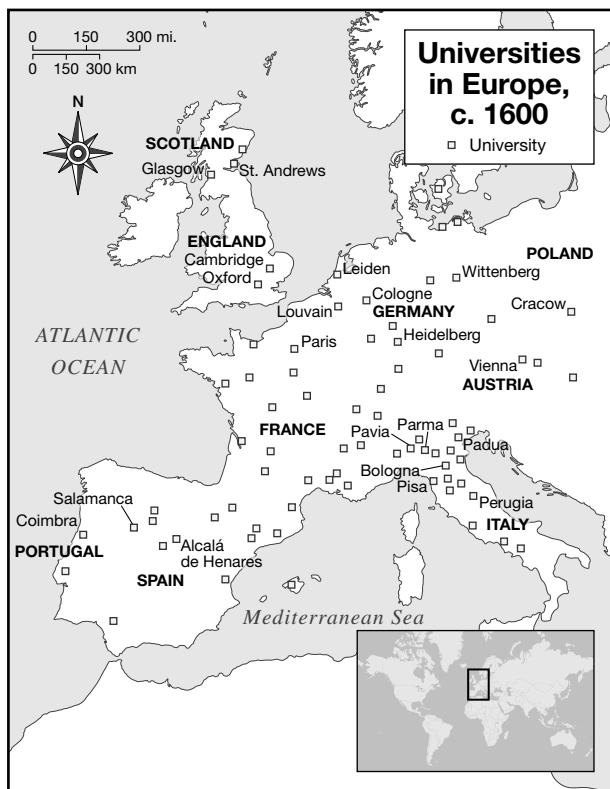 0 150 300 mi.
0 150 300 km
Universities
in Europe,
c. 1600
University
N
SCOTLAND
Glasgow
St. Andrews
ENGLAND
Cambridge
Oxford
Leiden
Wittenberg
POLAND
Louvain
Cologne
GERMANY
Cracow
ATLANTIC
OCEAN
Paris
Heidelberg
Vienna
AUSTRIA
FRANCE
Pavia
Parma
Padua
Bologna
Pisa
Perugia
ITALY
Salamanca
Coimbra
PORTUGAL
Alcalá
de Henares
SPAIN
Mediterranean Sea